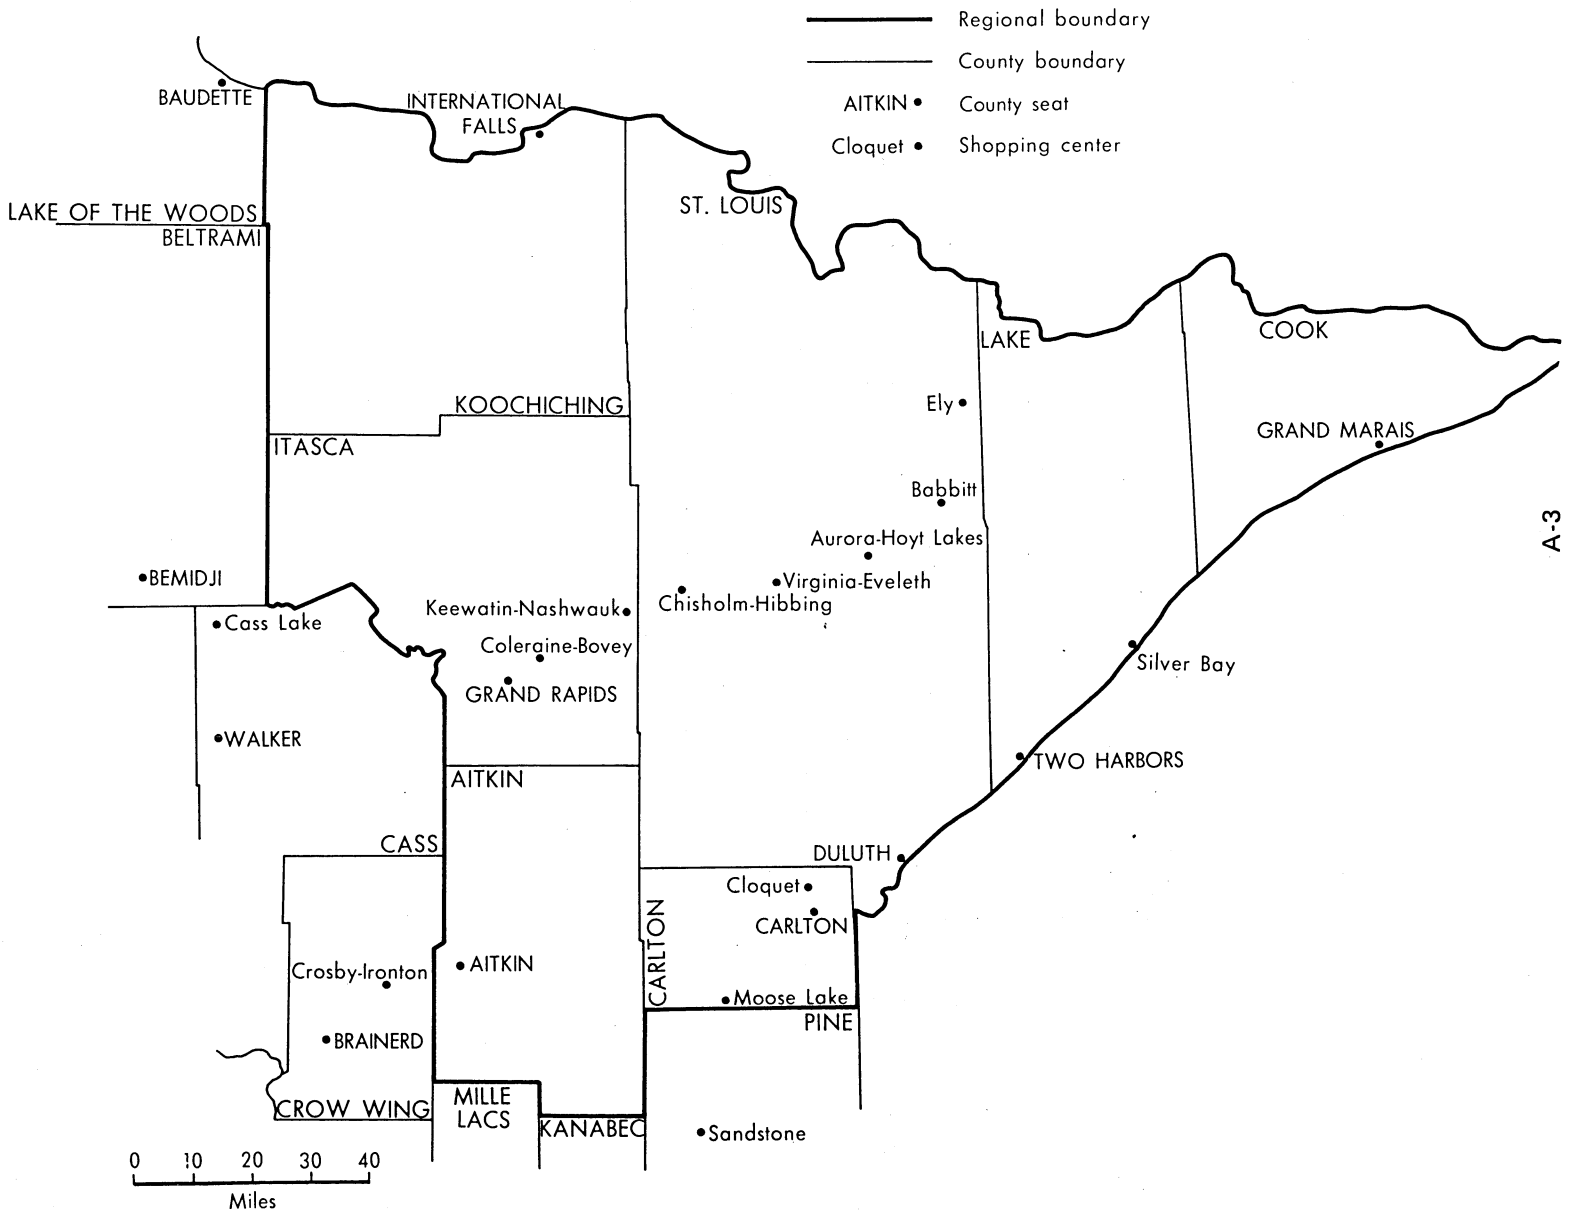 Regional boundary
County boundary
AITKIN County seat
Cloquet Shopping center
BAUDETTE
INTERNATIONAL
FALLS
ST. LOUIS
LAKE OF THE WOODS
BELTRAMI
LAKE
COOK
KOOCHICHING
ITASCA
Ely
GRAND MARAIS
Babbitt
A-3
Aurora-Hoyt Lakes
BEMIDJI
Virginia-Eveleth
Keewatin-Nashwauk
Chisholm-Hibbing
Cass Lake
Coleraine-Bovey
Silver Bay
GRAND RAPIDS
WALKER
TWO HARBORS
AITKIN
CASS
DULUTH
Cloquet
CARLTON
CARLTON
AITKIN
Crosby-Ironton
Moose Lake
PINE
BRAINERD
MILLE
LACS
CROW WING
KANABEC
Sandstone
0 10 20 30 40
Miles